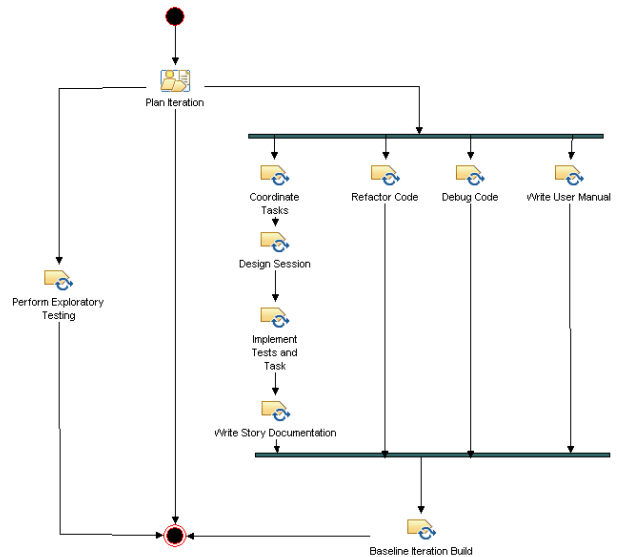 Plan Iteration
Coordinate
Tasks
Refactor Code
Debug Code
Write User Manual
Design Session
Perform Exploratory
Testing
Implement
Tests and
Task
Write Story Documentation
Baseline Iteration Build